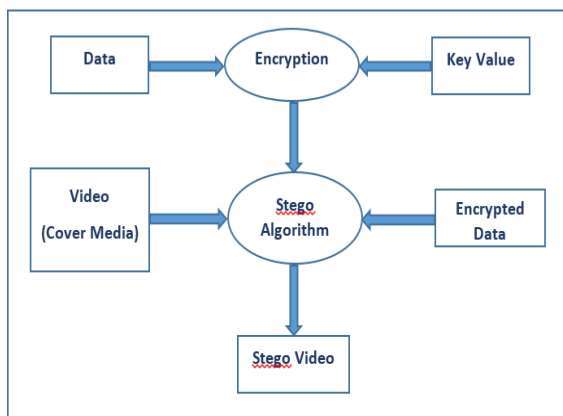 Data
Encryption
Key Value
Video
(Cover Media)
Stego
Algorithm
Encrypted
Data
Stego Video